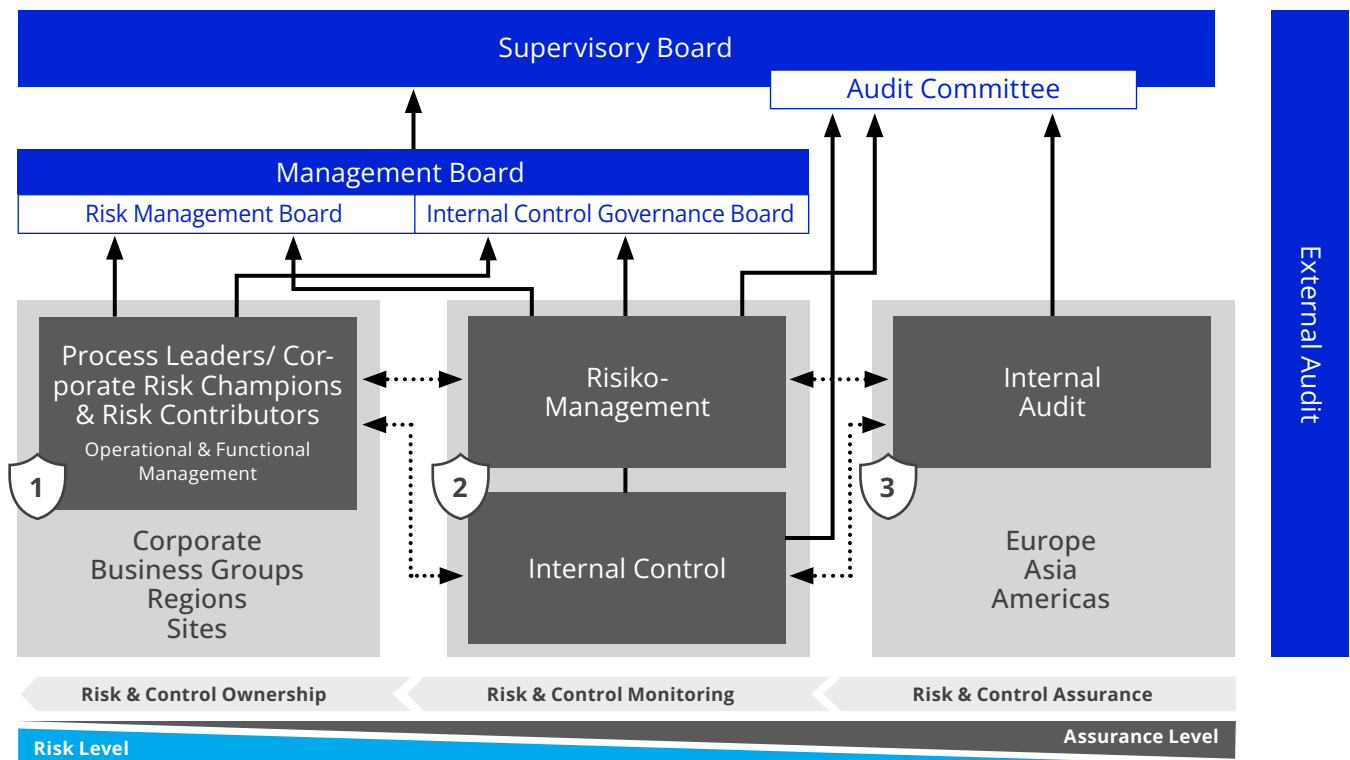 Supervisory Board
Audit Committee
Management Board
Risk Management Board
Internal Control Governance Board
Process Leaders/ Cor-
porate Risk Champions
& Risk Contributors
Operational & Functional
Management
1
Corporate
Business Groups
Regions
Sites
Risiko-
Management
2
Internal Control
Internal
Audit
3
Europe
Asia
Americas
External Audit
Risk & Control Ownership
Risk & Control Monitoring
Risk & Control Assurance
Assurance Level
Risk Level